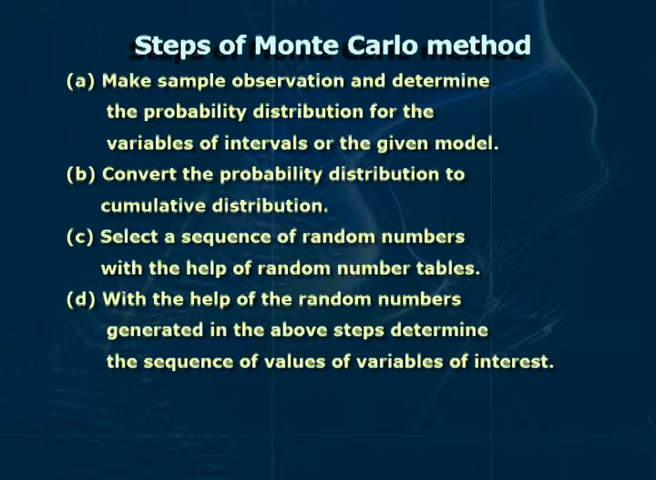 Steps of Monte Carlo method
(a) Make sample observation and determine
the probability distribution for the
variables of intervals or the given model.
(b) Convert the probability distribution to
cumulative distribution.
(c) Select a sequence of random numbers
with the help of random number tables.
(d) With the help of the random numbers
generated in the above steps determine
the sequence of values of variables of interest.